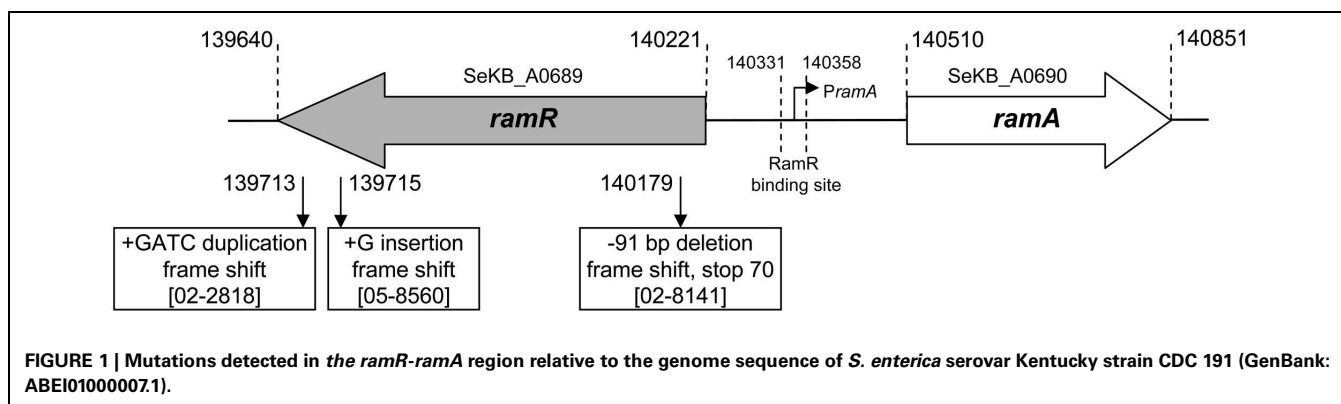 139640
140221
140510
140851
SeKB_A0689
140331
140358
SeKB_A0690
PramA
ramR
ramA
RamR
binding site
139713
139715
140179
+GATC duplication
frame shift
[02-2818]
+G insertion
frame shift
[05-8560]
-91 bp deletion
frame shift, stop 70
[02-8141]
FIGURE 1 | Mutations detected in the ramR-ramA region relative to the genome sequence of S. enterica serovar Kentucky strain CDC 191 (GenBank:
ABEI01000007.1).